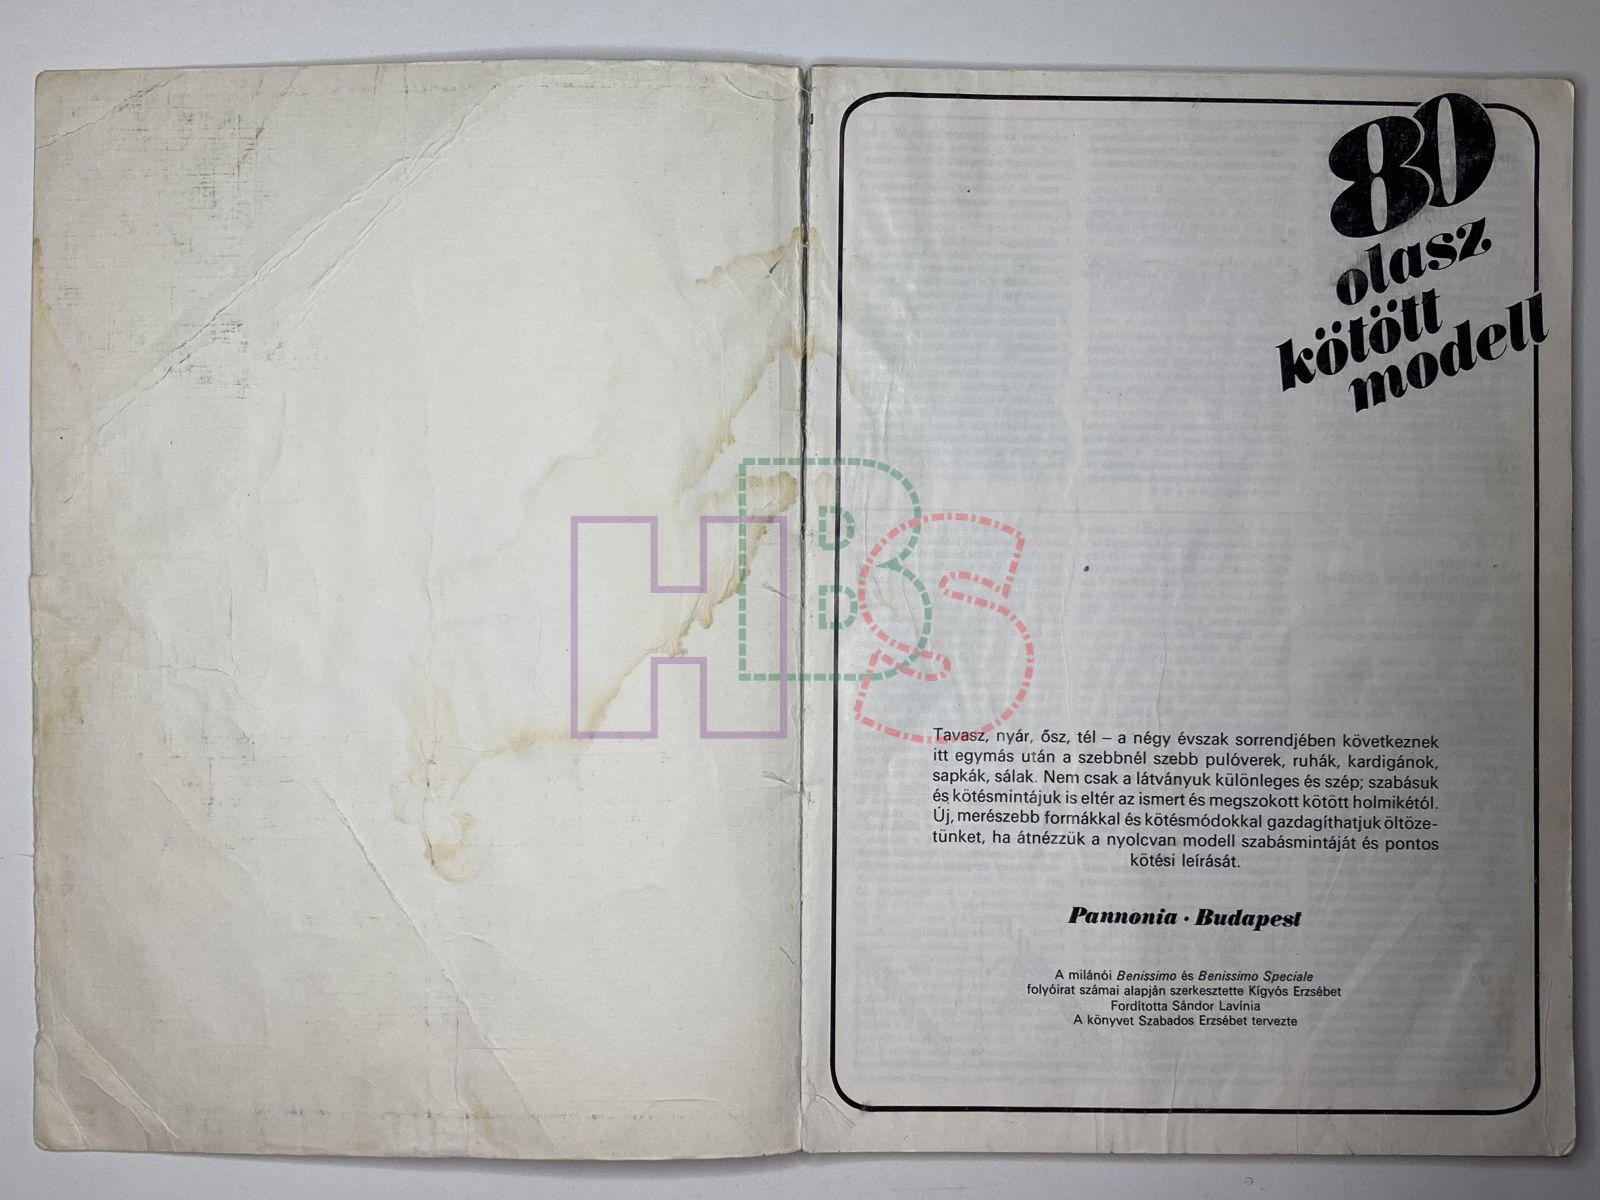 80
olasz
kötött
modell
Tavasz, nyár, ősz, tél – a négy évszak sorrendjében következnek
itt egymás után a szebbnél szebb pulóverek, ruhák, kardigánok,
sapkák, sálak. Nem csak a látványuk különleges és szép; szabásuk
és kötésmintájuk is eltér az ismert és megszokott kötött holmikétól.
Új, merészebb formákkal és kötésmódokkal gazdagíthatjuk öltöze-
tünket, ha átnézzük a nyolcvan modell szabásmintáját és pontos
kötési leírását.
Pannonia · Budapest
A milánói Benissimo és Benissimo Speciale
folyóirat számai alapján szerkesztette Kígyós Erzsébet
Fordította Sándor Lavínia
A könyvet Szabados Erzsébet tervezte
HBS